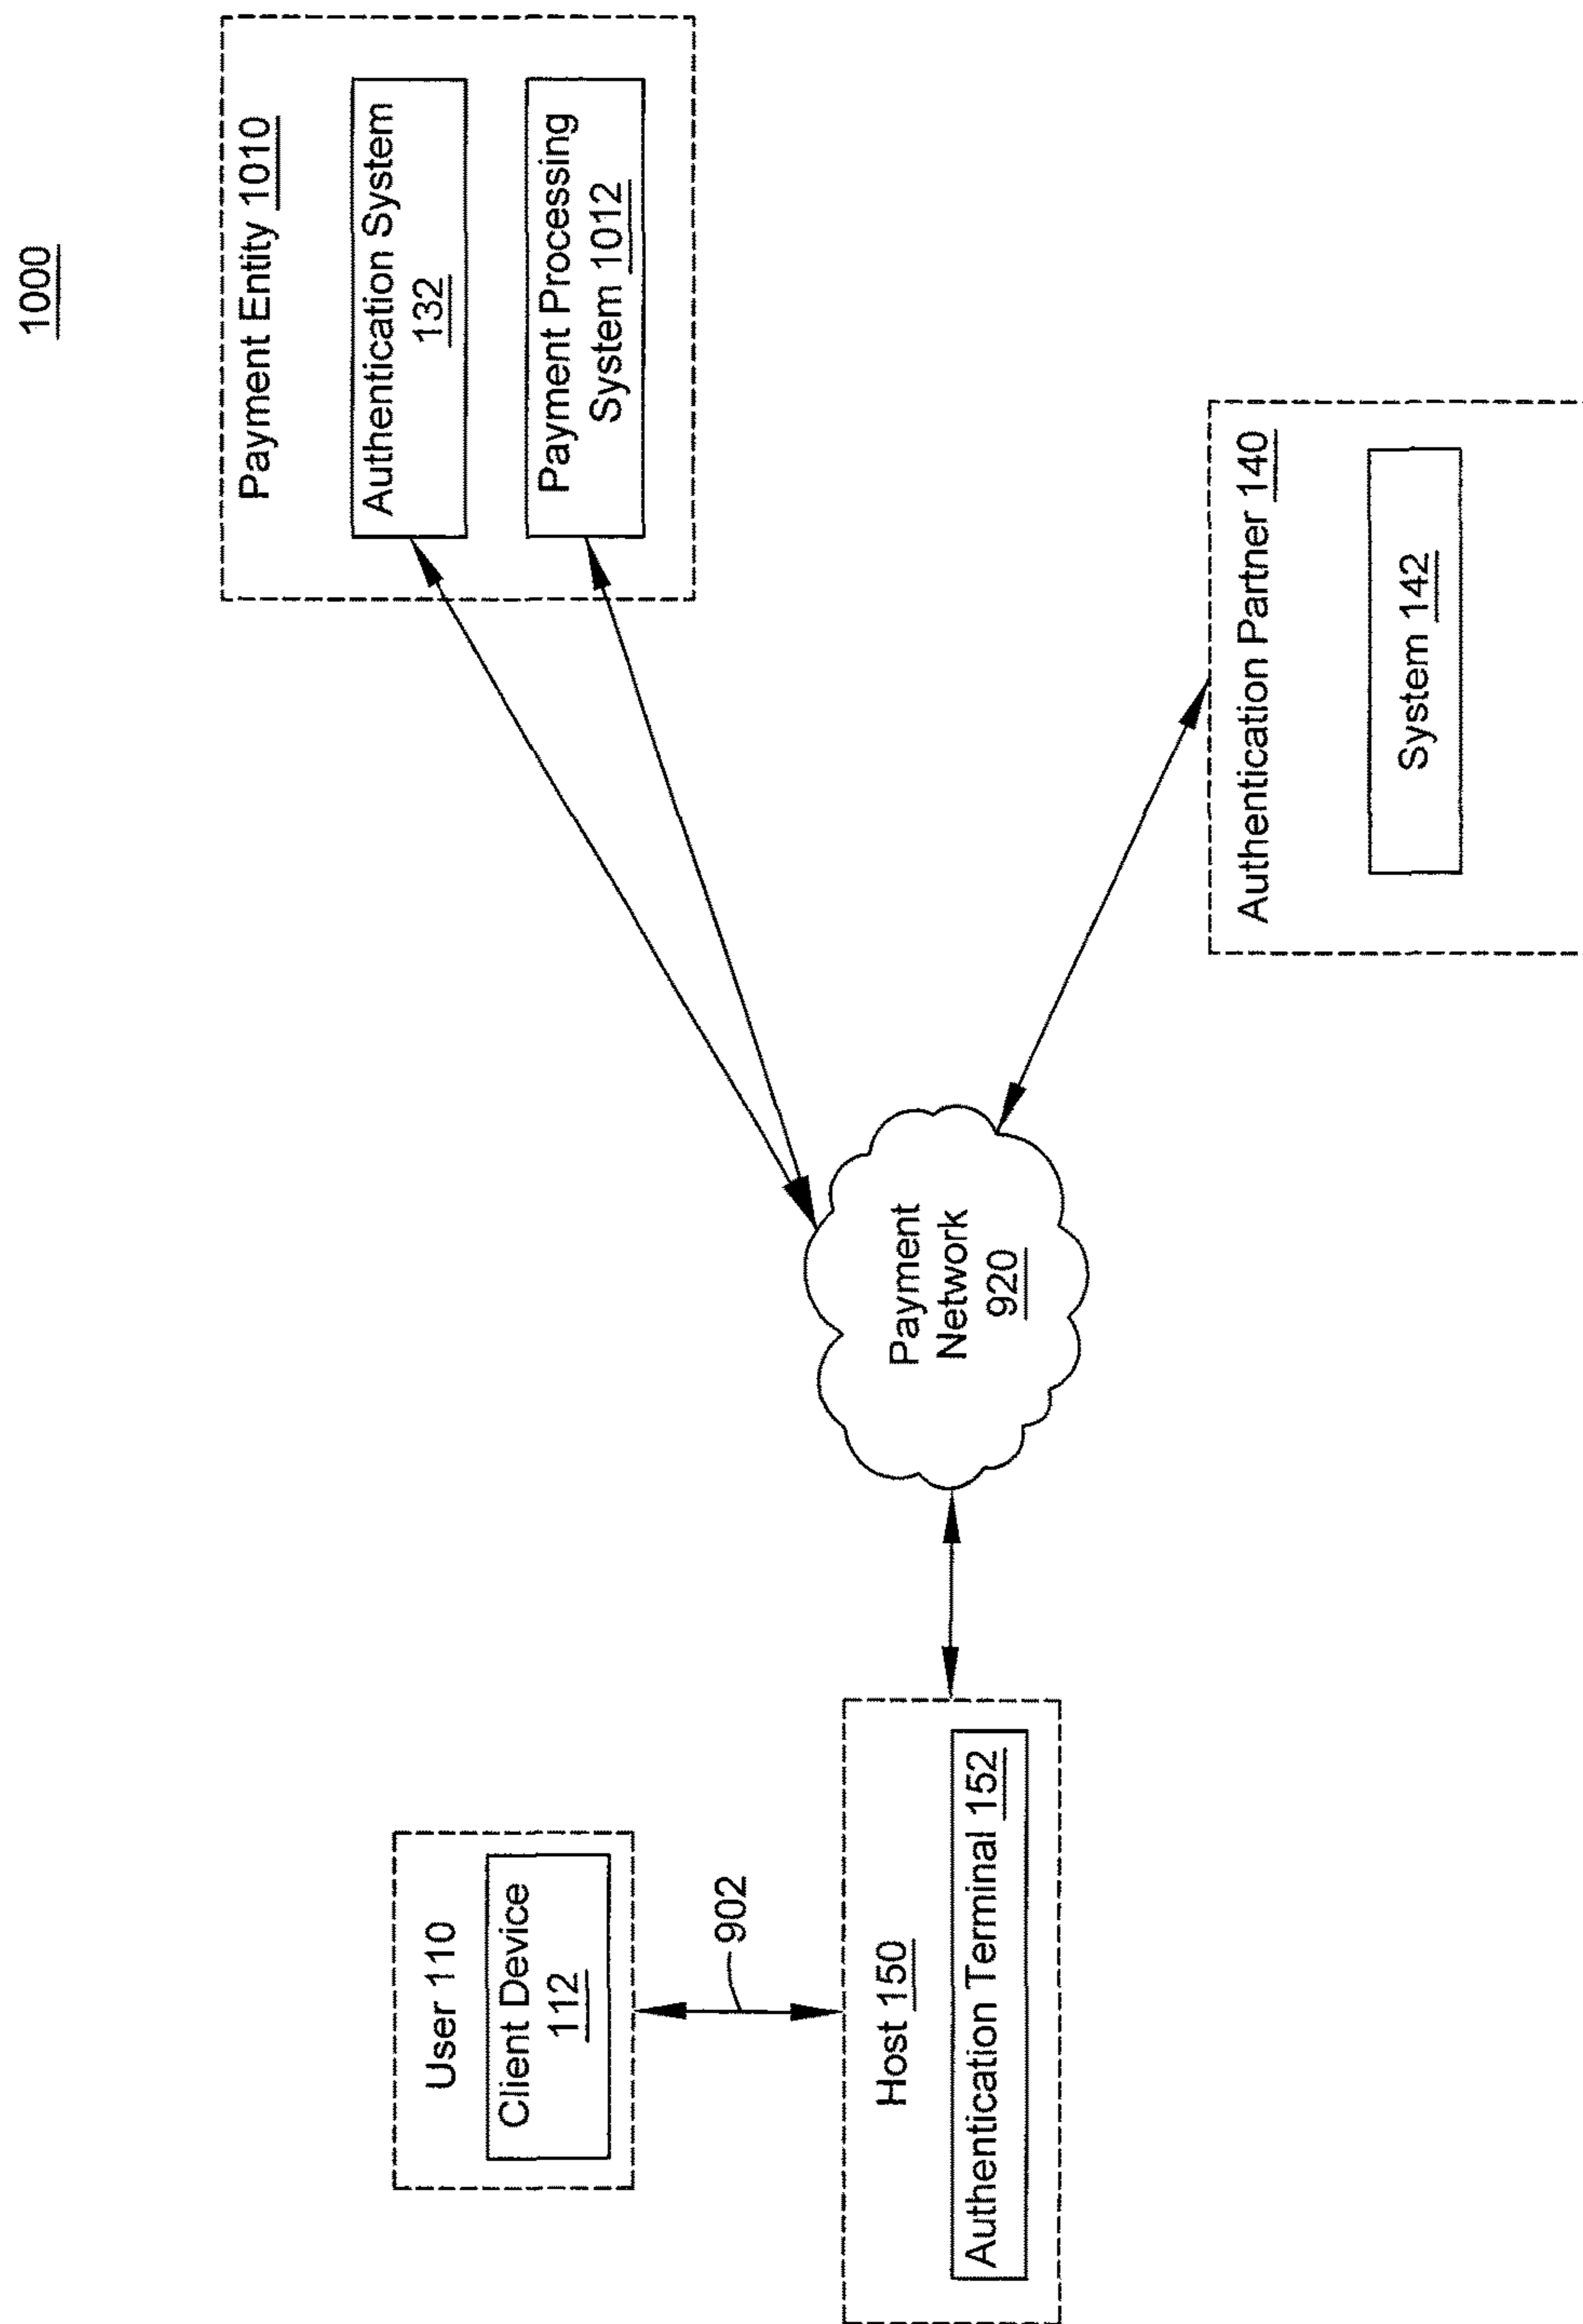 1000
Payment Entity 1010
Authentication System
132
Payment Processing
System 1012
User 110
Client Device
112
902
Payment
Network
920
Host 150
Authentication Terminal 152
Authentication Partner 140
System 142